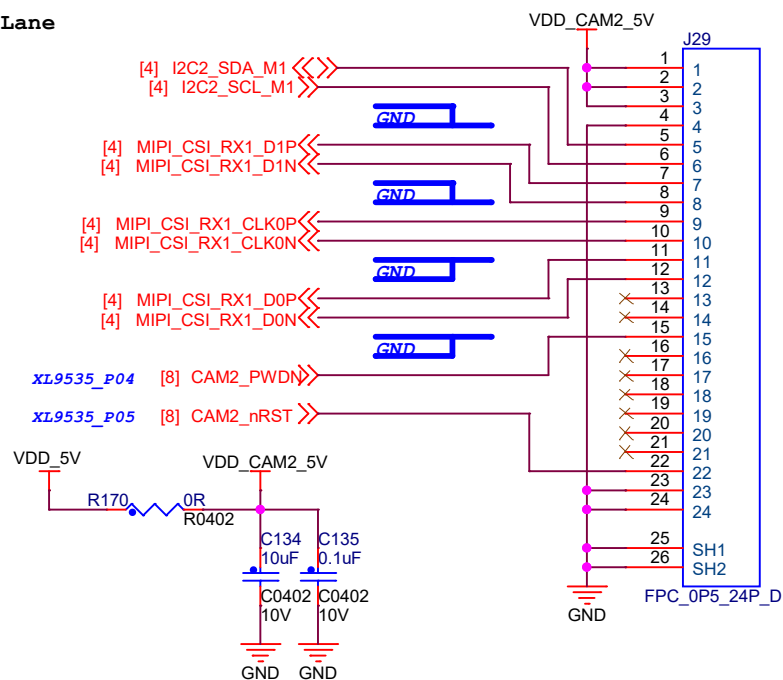 Lane
VDD_CAM2_5V
J29
[4] I2C2_SDA_M1
[4] I2C2_SCL_M1
GND
[4] MIPI_CSI_RX1_D1P
[4] MIPI_CSI_RX1_D1N
GND
[4] MIPI_CSI_RX1_CLK0P
[4] MIPI_CSI_RX1_CLK0N
GND
[4] MIPI_CSI_RX1_D0P
[4] MIPI_CSI_RX1_D0N
GND
XL9535_P04 [8] CAM2_PWDN
XL9535_P05 [8] CAM2_nRST
1 1
2 2
3 3
4 4
5 5
6 6
7 7
8 8
9 9
10 10
11 11
12 12
13 13
14 14
15 15
16 16
17 17
18 18
19 19
20 20
21 21
22 22
23 23
24 24
25 SH1
26 SH2
FPC_0P5_24P_D
GND
VDD_5V
VDD_CAM2_5V
R170 0R
R0402
C134 C135
10uF 0.1uF
C0402 C0402
10V 10V
GND GND